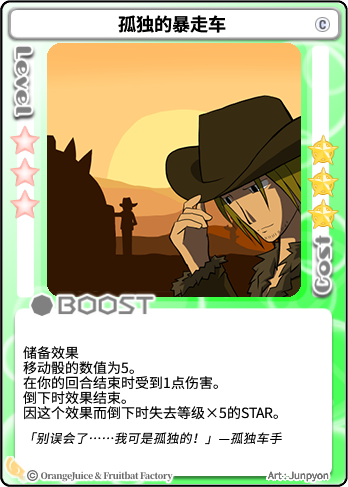 孤独的暴走车
C
Level
Cost
BOOST
储备效果
移动骰的数值为5。
在你的回合结束时受到1点伤害。
倒下时效果结束。
因这个效果而倒下时失去等级×5的STAR。
「别误会了……我可是孤独的！」—孤独车手
© OrangeJuice & Fruitbat Factory
Art.: Junpyon